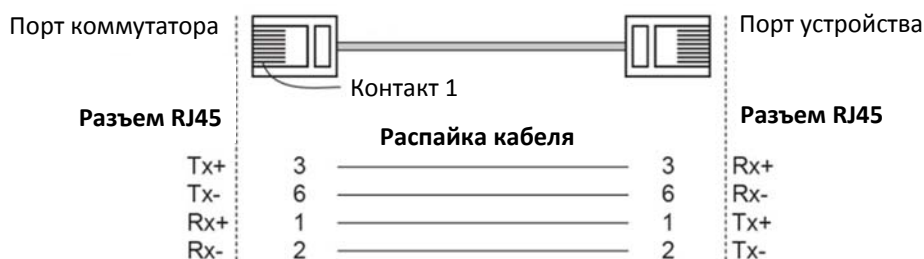 Порт коммутатора
Порт устройства
Контакт 1
Разъем RJ45
Разъем RJ45
Распайка кабеля
Tx+ 3 3 Rx+
Tx- 6 6 Rx-
Rx+ 1 1 Tx+
Rx- 2 2 Tx-